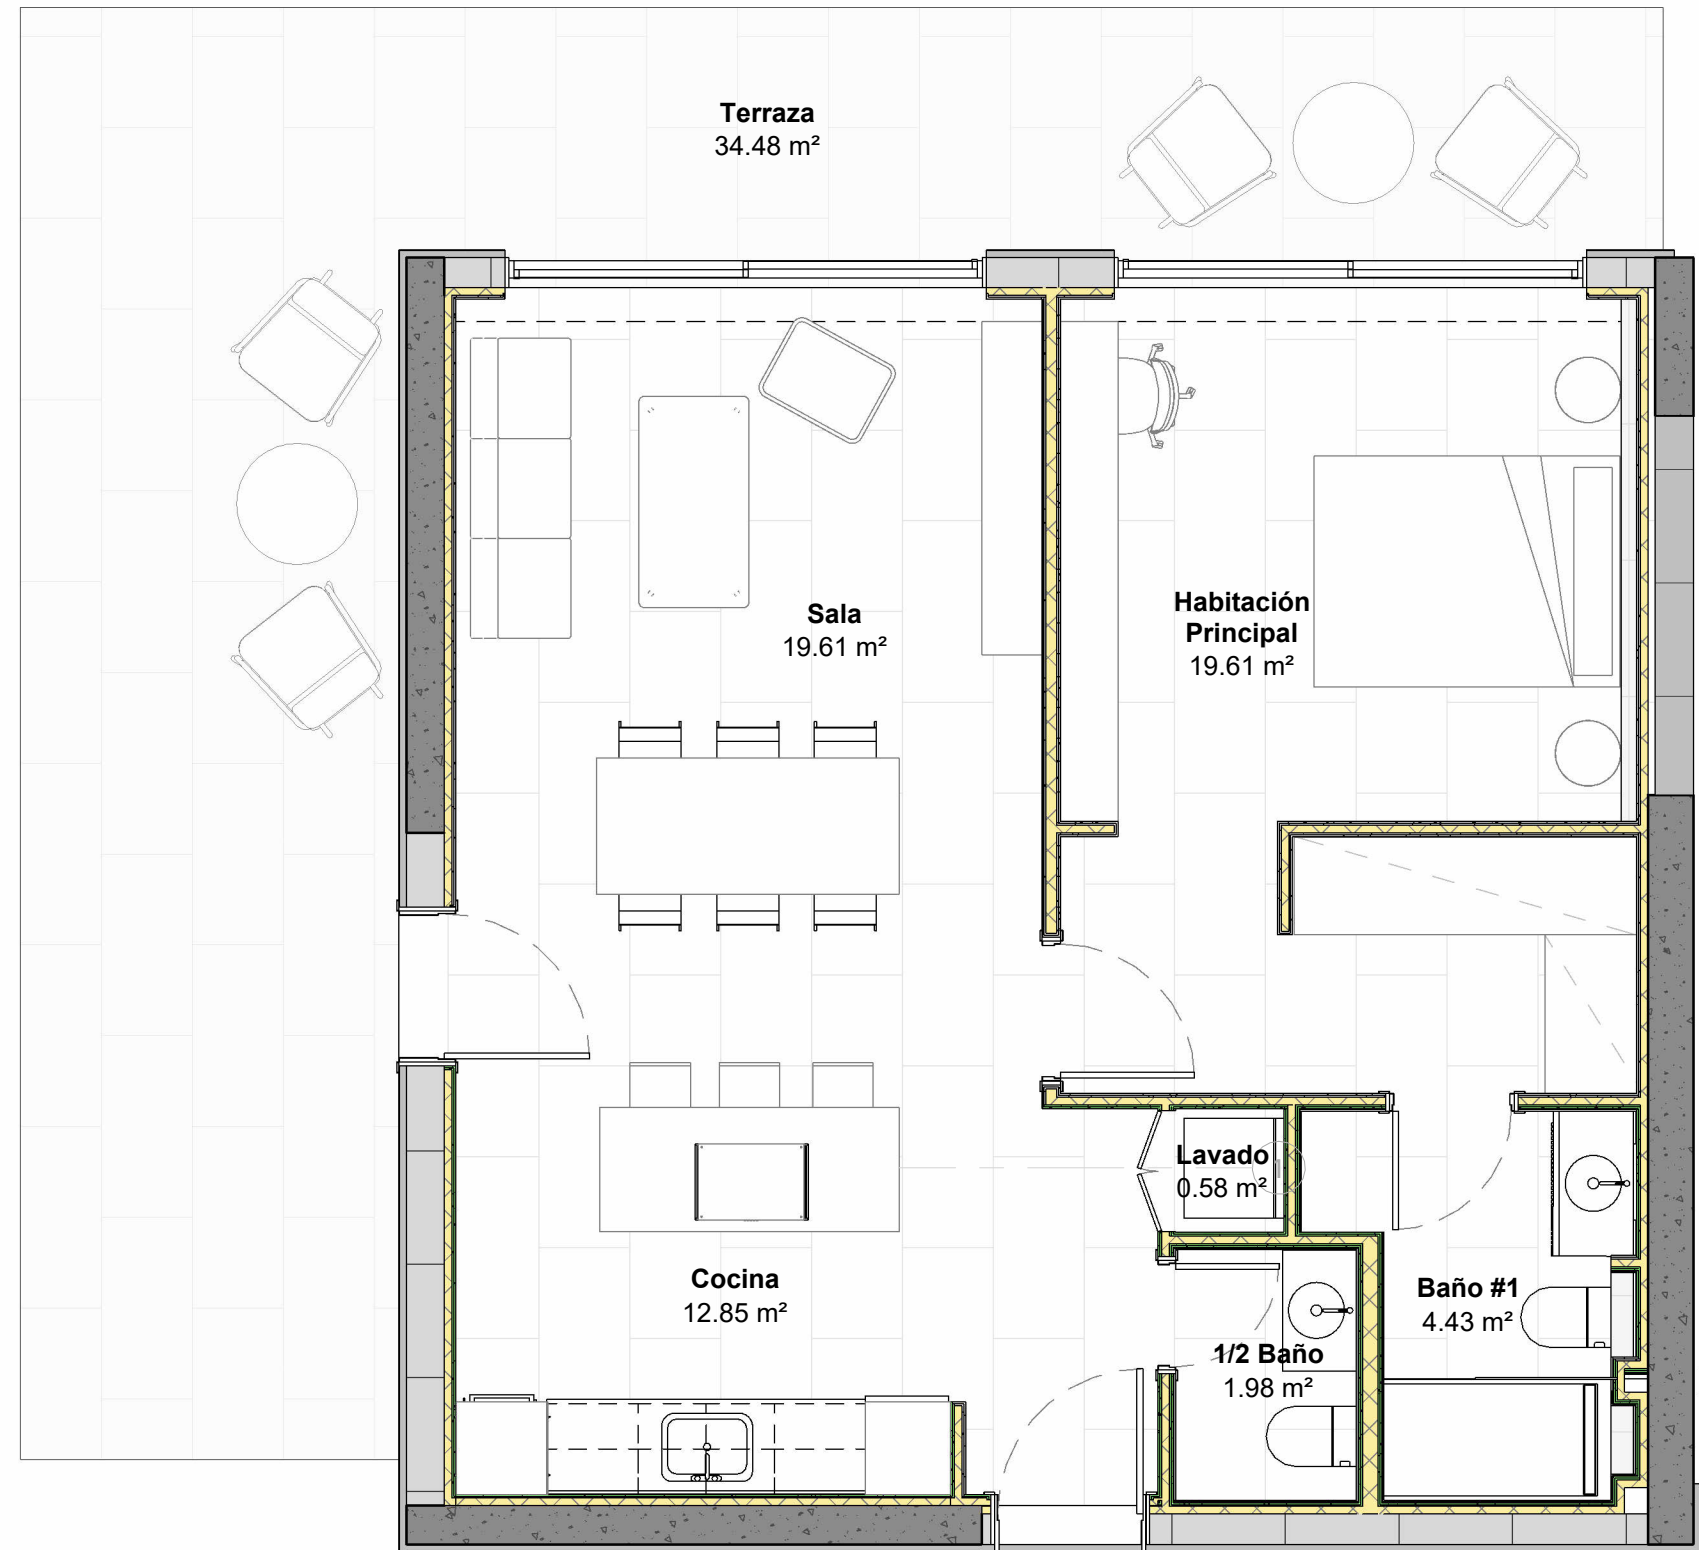 Terraza
34.48 m²
Sala
19.61 m²
Habitación
Principal
19.61 m²
Lavado
0.58 m²
Cocina
12.85 m²
Baño #1
4.43 m²
1/2 Baño
1.98 m²